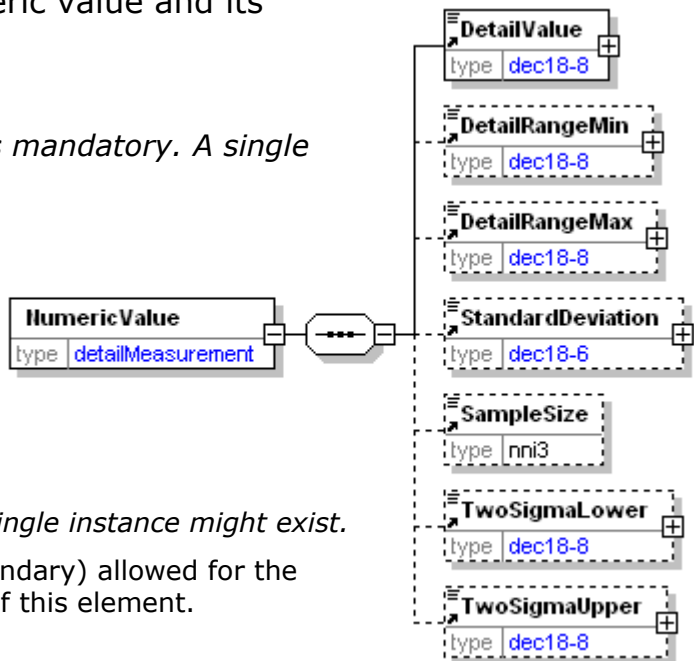 eric value and its
s mandatory. A single
ingle instance might exist.
ndary) allowed for the
f this element.
NumericValue
type detailMeasurement
DetailValue
type dec18-8
DetailRangeMin
type dec18-8
DetailRangeMax
type dec18-8
StandardDeviation
type dec18-6
SampleSize
type nni3
TwoSigmaLower
type dec18-8
TwoSigmaUpper
type dec18-8